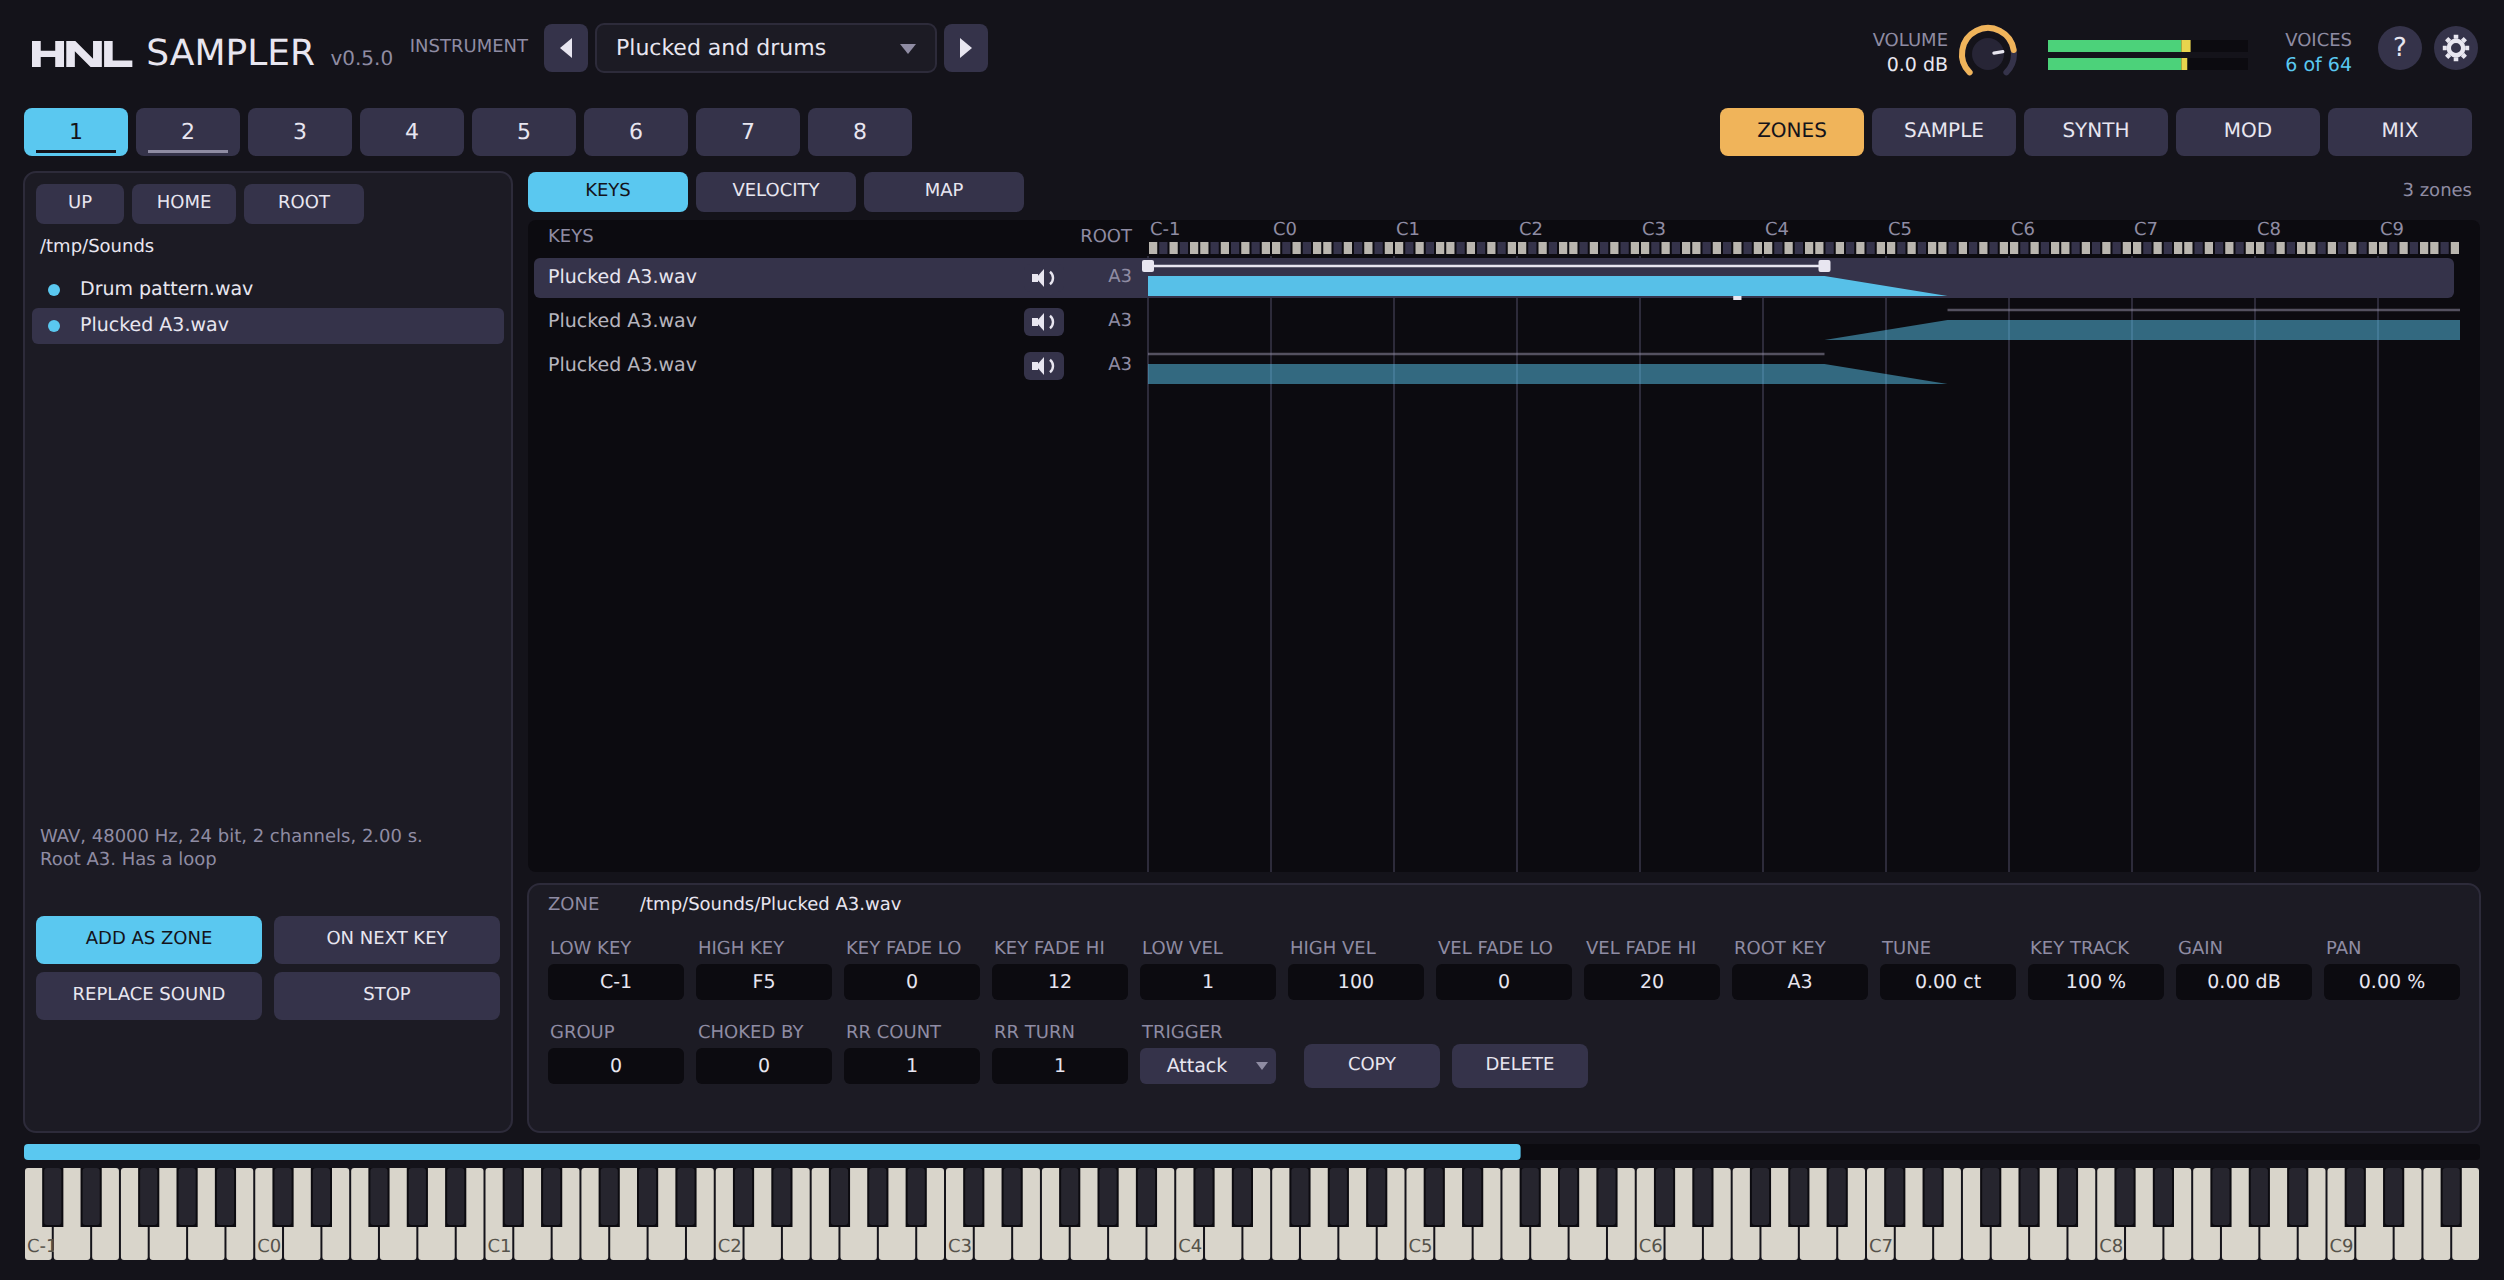 HNL SAMPLER v0.5.0 INSTRUMENT Plucked and drums VOLUME 0.0 dB VOICES 6 of 64 ?
1 2 3 4 5 6 7 8 ZONES SAMPLE SYNTH MOD MIX
UP HOME ROOT
/tmp/Sounds
Drum pattern.wav
Plucked A3.wav
WAV, 48000 Hz, 24 bit, 2 channels, 2.00 s.
Root A3. Has a loop
ADD AS ZONE ON NEXT KEY
REPLACE SOUND STOP
KEYS VELOCITY MAP 3 zones
KEYS ROOT C-1 C0 C1 C2 C3 C4 C5 C6 C7 C8 C9
Plucked A3.wav A3
Plucked A3.wav A3
Plucked A3.wav A3
ZONE /tmp/Sounds/Plucked A3.wav
LOW KEY HIGH KEY KEY FADE LO KEY FADE HI LOW VEL HIGH VEL VEL FADE LO VEL FADE HI ROOT KEY TUNE KEY TRACK GAIN PAN
C-1 F5 0 12 1 100 0 20 A3 0.00 ct 100 % 0.00 dB 0.00 %
GROUP CHOKED BY RR COUNT RR TURN TRIGGER
0 0 1 1 Attack COPY DELETE
C-1 C0 C1 C2 C3 C4 C5 C6 C7 C8 C9